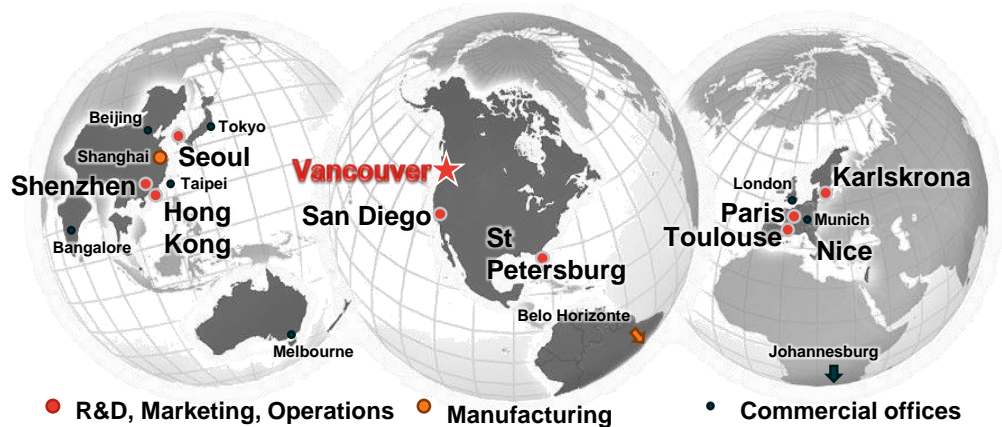 Beijing
Tokyo
Shanghai
Seoul
Shenzhen
Taipei
Hong
Kong
Bangalore
Melbourne
Vancouver
San Diego
St
Petersburg
Belo Horizonte
London
Karlskrona
Paris
Munich
Toulouse
Nice
Johannesburg
R&D, Marketing, Operations
Manufacturing
Commercial offices